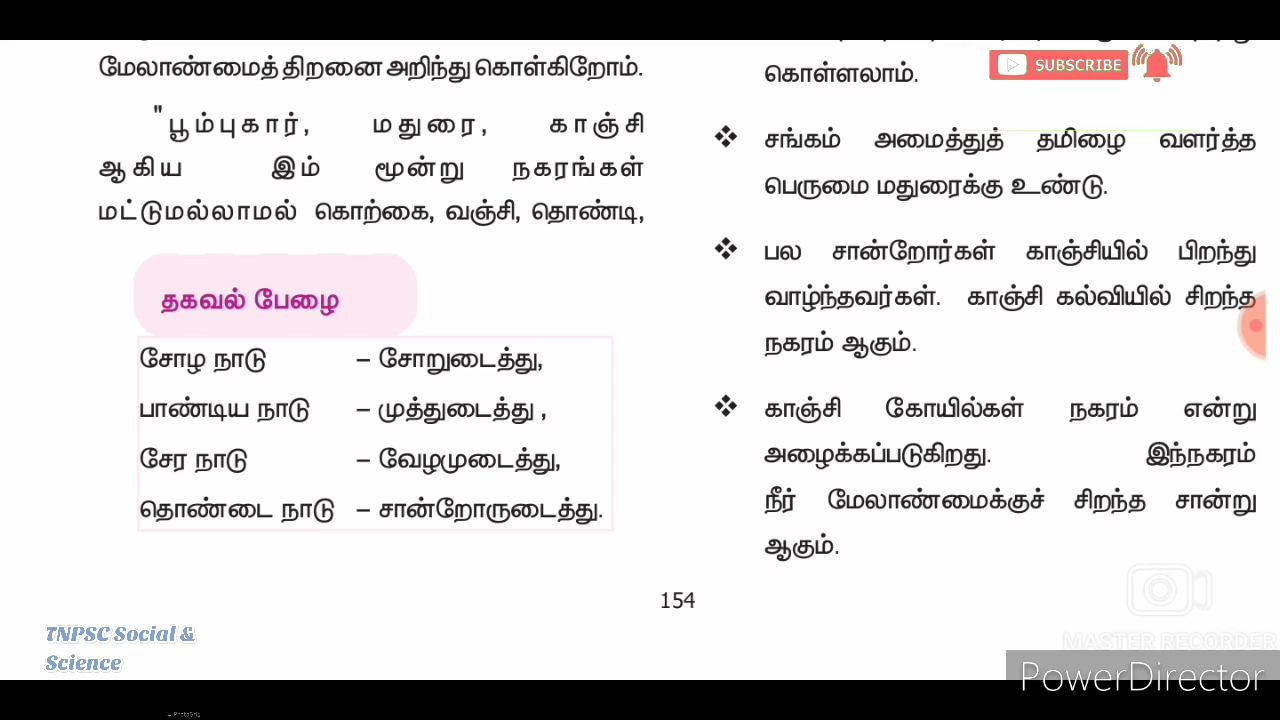 மேலாண்மைத் திறனை அறிந்து கொள்கிறோம்.
"பூம்புகார், மதுரை, காஞ்சி
ஆகிய இம் மூன்று நகரங்கள்
மட்டுமல்லாமல் கொற்கை, வஞ்சி, தொண்டி,
தகவல் பேழை
சோழ நாடு – சோறுடைத்து,
பாண்டிய நாடு – முத்துடைத்து ,
சேர நாடு – வேழமுடைத்து,
தொண்டை நாடு – சான்றோருடைத்து.
கொள்ளலாம்.
SUBSCRIBE
❖ சங்கம் அமைத்துத் தமிழை வளர்த்த
பெருமை மதுரைக்கு உண்டு.
❖ பல சான்றோர்கள் காஞ்சியில் பிறந்து
வாழ்ந்தவர்கள். காஞ்சி கல்வியில் சிறந்த
நகரம் ஆகும்.
❖ காஞ்சி கோயில்கள் நகரம் என்று
அழைக்கப்படுகிறது. இந்நகரம்
நீர் மேலாண்மைக்குச் சிறந்த சான்று
ஆகும்.
154
TNPSC Social &
Science
MASTER RECORDER
PowerDirector